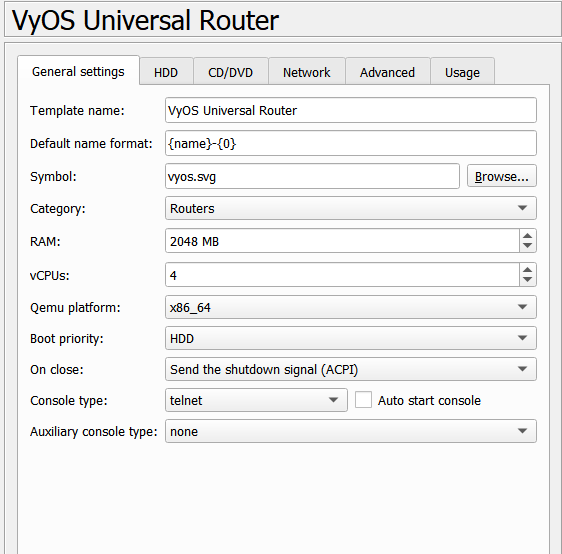 VyOS Universal Router
General settings HDD CD/DVD Network Advanced Usage
Template name: VyOS Universal Router
Default name format: {name}-{0}
Symbol: vyos.svg Browse...
Category: Routers
RAM: 2048 MB
vCPUs: 4
Qemu platform: x86_64
Boot priority: HDD
On close: Send the shutdown signal (ACPI)
Console type: telnet Auto start console
Auxiliary console type: none